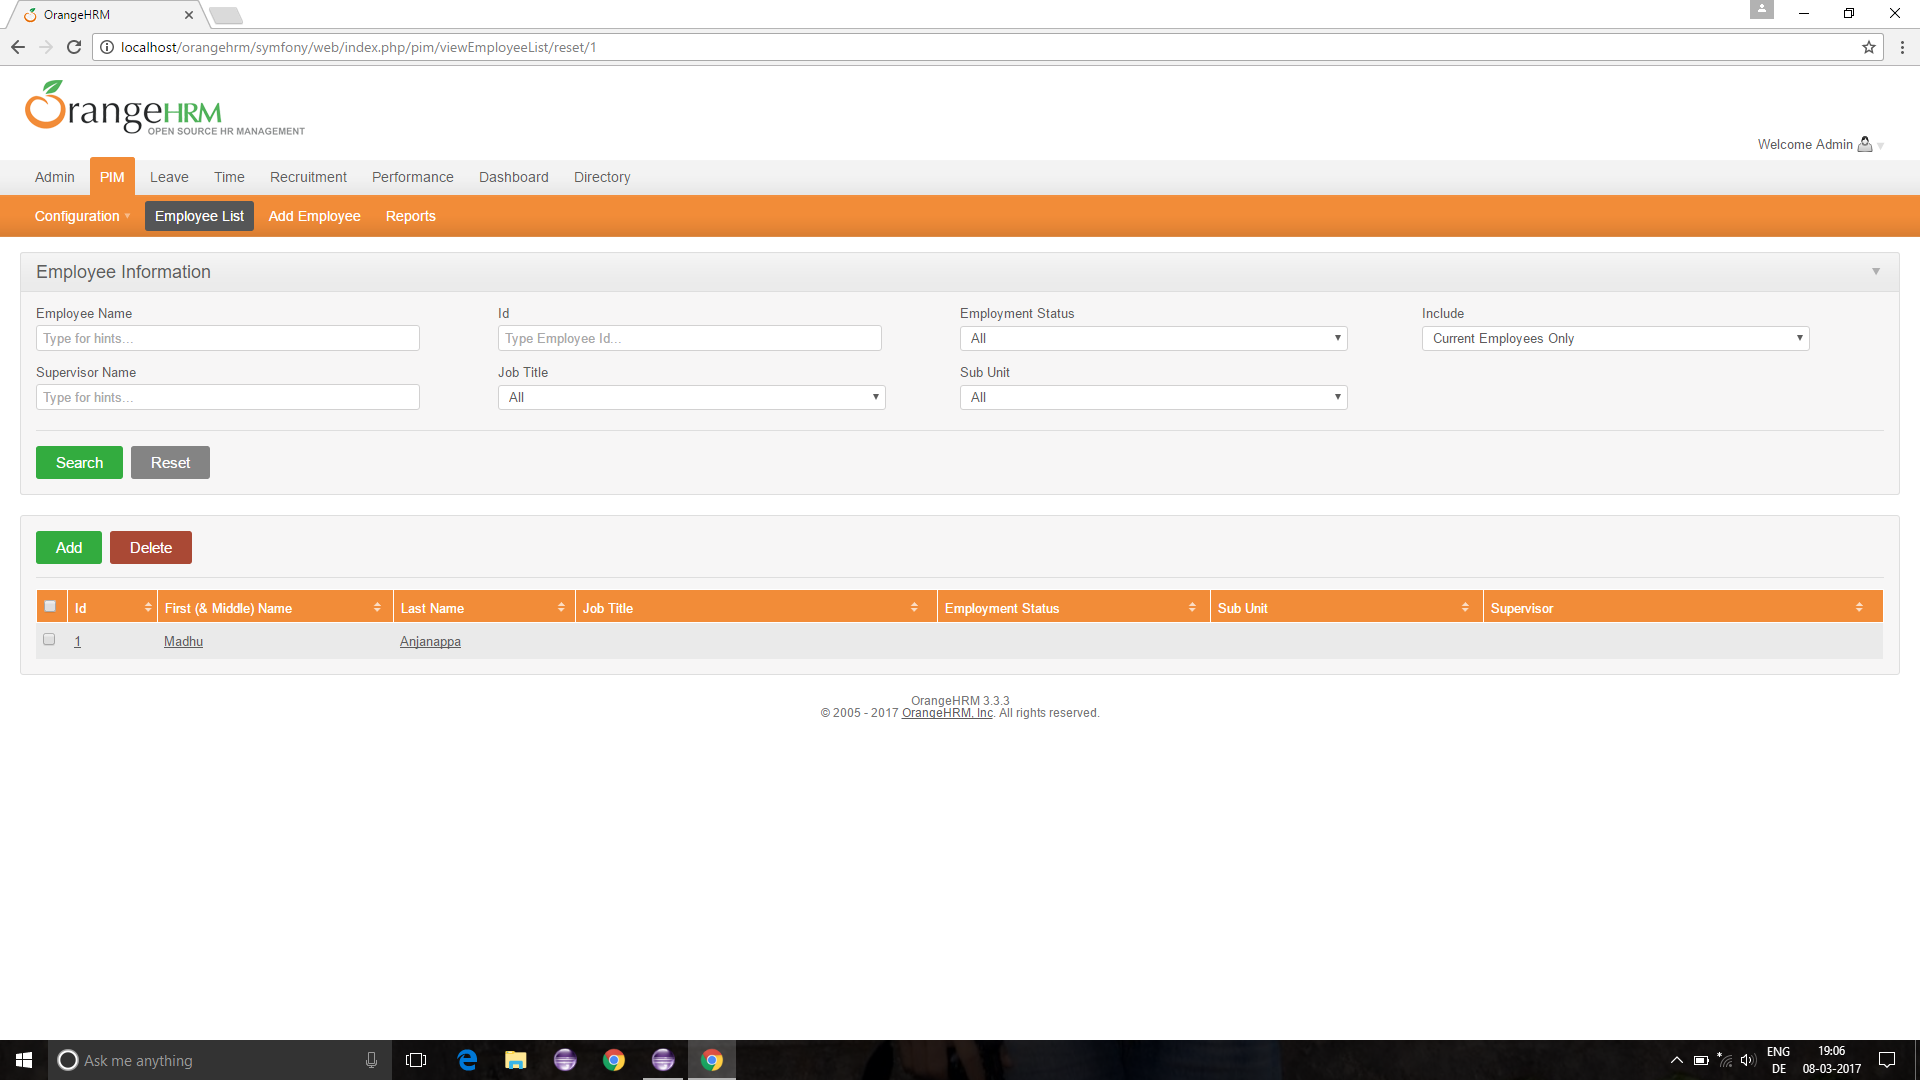 OrangeHRM
localhost/orangehrm/symfony/web/index.php/pim/viewEmployeeList/reset/1
OrangeHRM
OPEN SOURCE HR MANAGEMENT
Welcome Admin
Admin PIM Leave Time Recruitment Performance Dashboard Directory
Configuration Employee List Add Employee Reports
Employee Information
Employee Name Id Employment Status Include
Type for hints... Type Employee Id... All Current Employees Only
Supervisor Name Job Title Sub Unit
Type for hints... All All
Search Reset
Add Delete
Id First (& Middle) Name Last Name Job Title Employment Status Sub Unit Supervisor
1 Madhu Anjanappa
OrangeHRM 3.3.3
© 2005 - 2017 OrangeHRM, Inc. All rights reserved.
Ask me anything
ENG 19:06
DE 08-03-2017